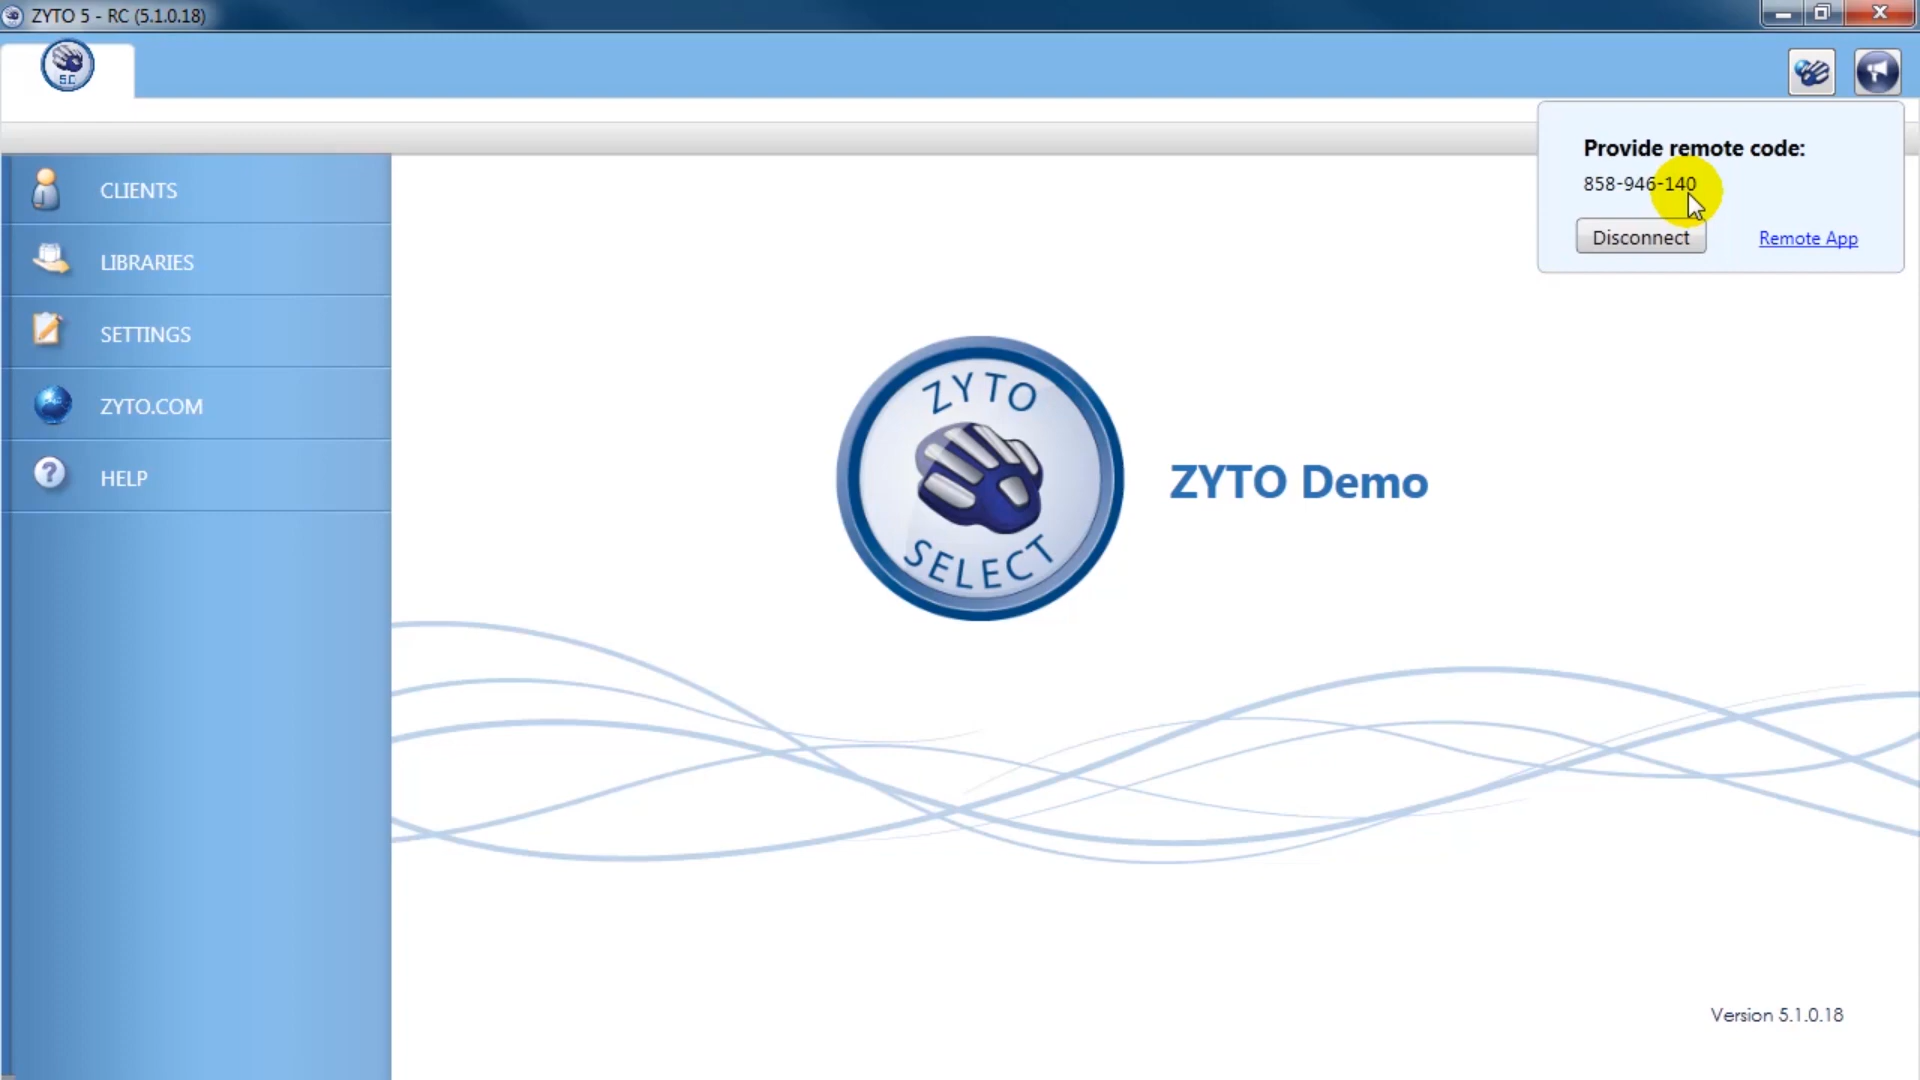 ZYTO 5 - RC (5.1.0.18)
SC
Provide remote code:
858-946-140
Disconnect
Remote App
CLIENTS
LIBRARIES
SETTINGS
ZYTO.COM
HELP
ZYTO
SELECT
ZYTO Demo
Version 5.1.0.18